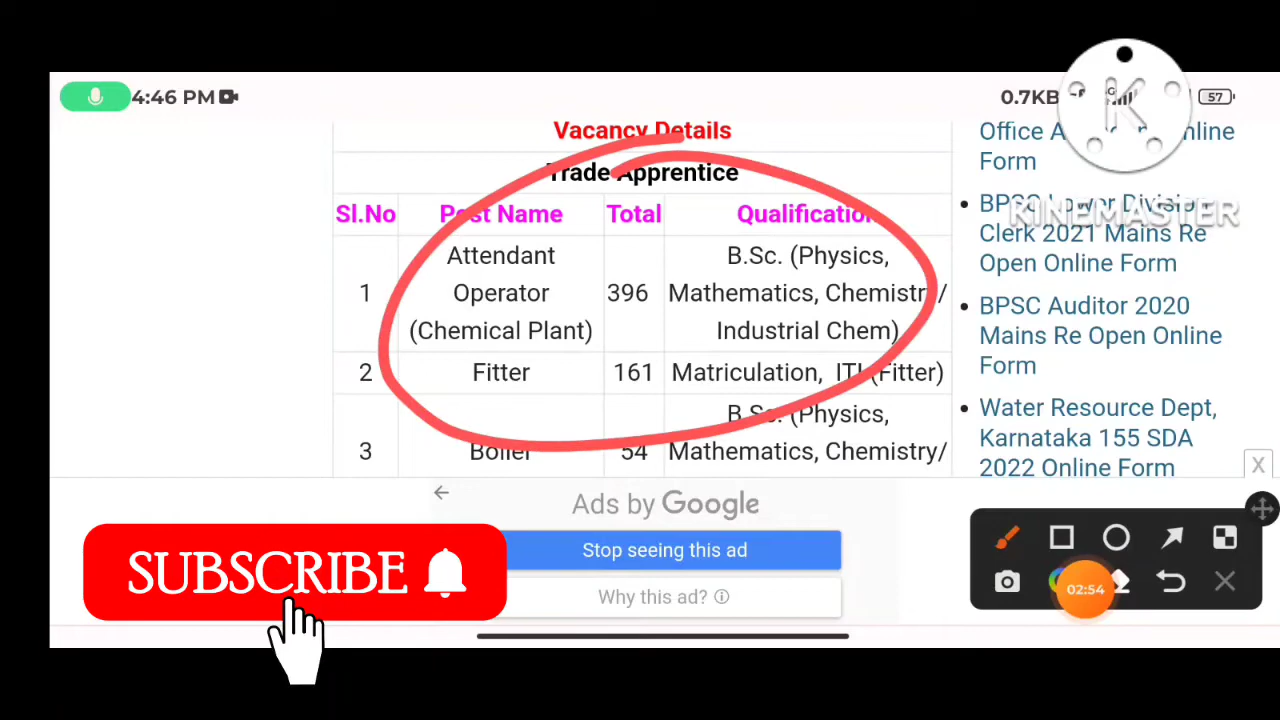 4:46 PM
0.7KB
57
Vacancy Details
Trade Apprentice
Sl.No Post Name Total Qualification
Attendant
Operator
(Chemical Plant)
1
396
B.Sc. (Physics,
Mathematics, Chemistry/
Industrial Chem)
2 Fitter 161 Matriculation, ITI (Fitter)
3 Boiler 54
B.Sc. (Physics,
Mathematics, Chemistry/
Office Online
Form
BPSC Lower Division
Clerk 2021 Mains Re
Open Online Form
BPSC Auditor 2020
Mains Re Open Online
Form
Water Resource Dept,
Karnataka 155 SDA
2022 Online Form
K
KINEMASTER
X
Ads by Google
Stop seeing this ad
Why this ad?
SUBSCRIBE
02:54